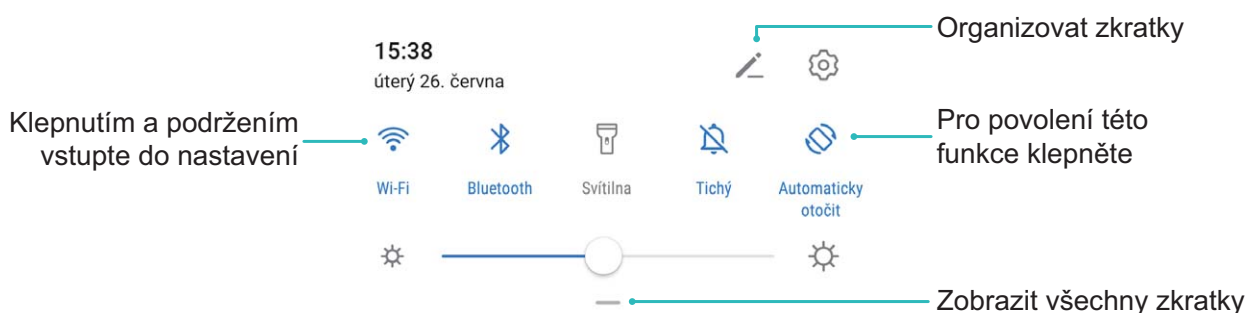 Organizovat zkratky
15:38
úterý 26. června
Klepnutím a podržením
vstupte do nastavení
Pro povolení této
funkce klepněte
Wi-Fi
Bluetooth
Svítilna
Tichý
Automaticky
otočit
Zobrazit všechny zkratky